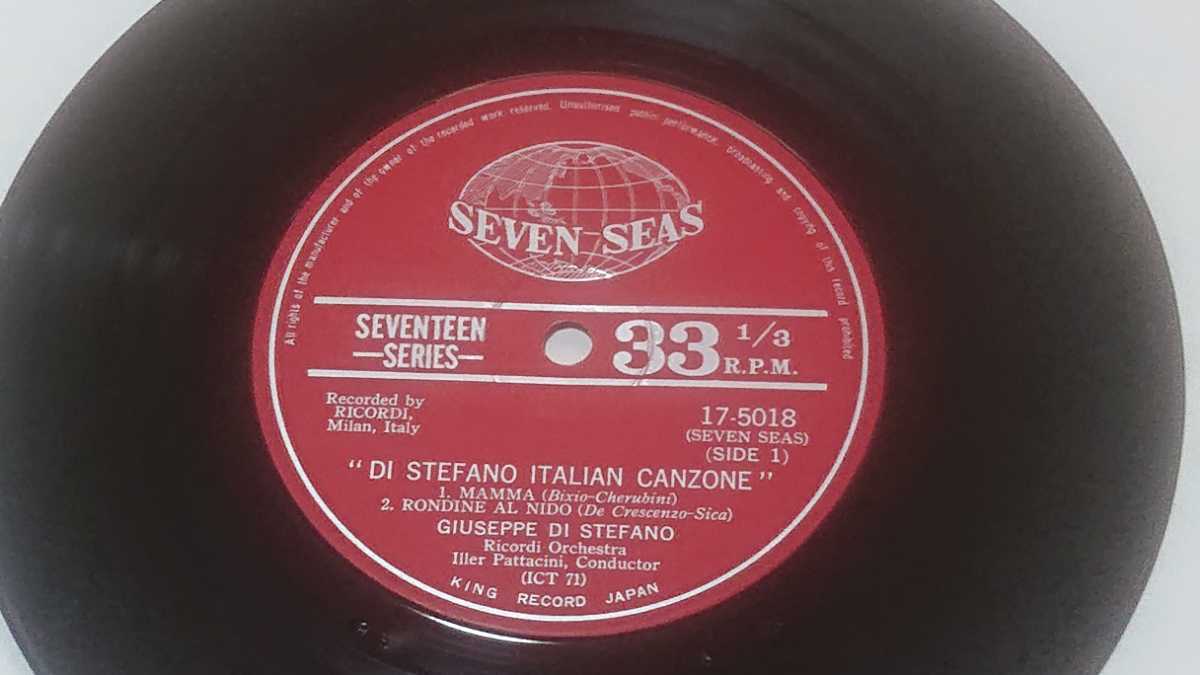 All rights of the manufacturer and of the owner of the recorded work reserved. Unauthorised public performance, broadcasting and copying of this record prohibited
SEVEN SEAS
SEVENTEEN
—SERIES—
33 1/3
R.P.M.
Recorded by
RICORDI,
Milan, Italy
17-5018
(SEVEN SEAS)
(SIDE 1)
"DI STEFANO ITALIAN CANZONE"
1. MAMMA (Bixio-Cherubini)
2. RONDINE AL NIDO (De Crescenzo-Sica)
GIUSEPPE DI STEFANO
Ricordi Orchestra
Iller Pattacini, Conductor
(ICT 71)
KING RECORD JAPAN